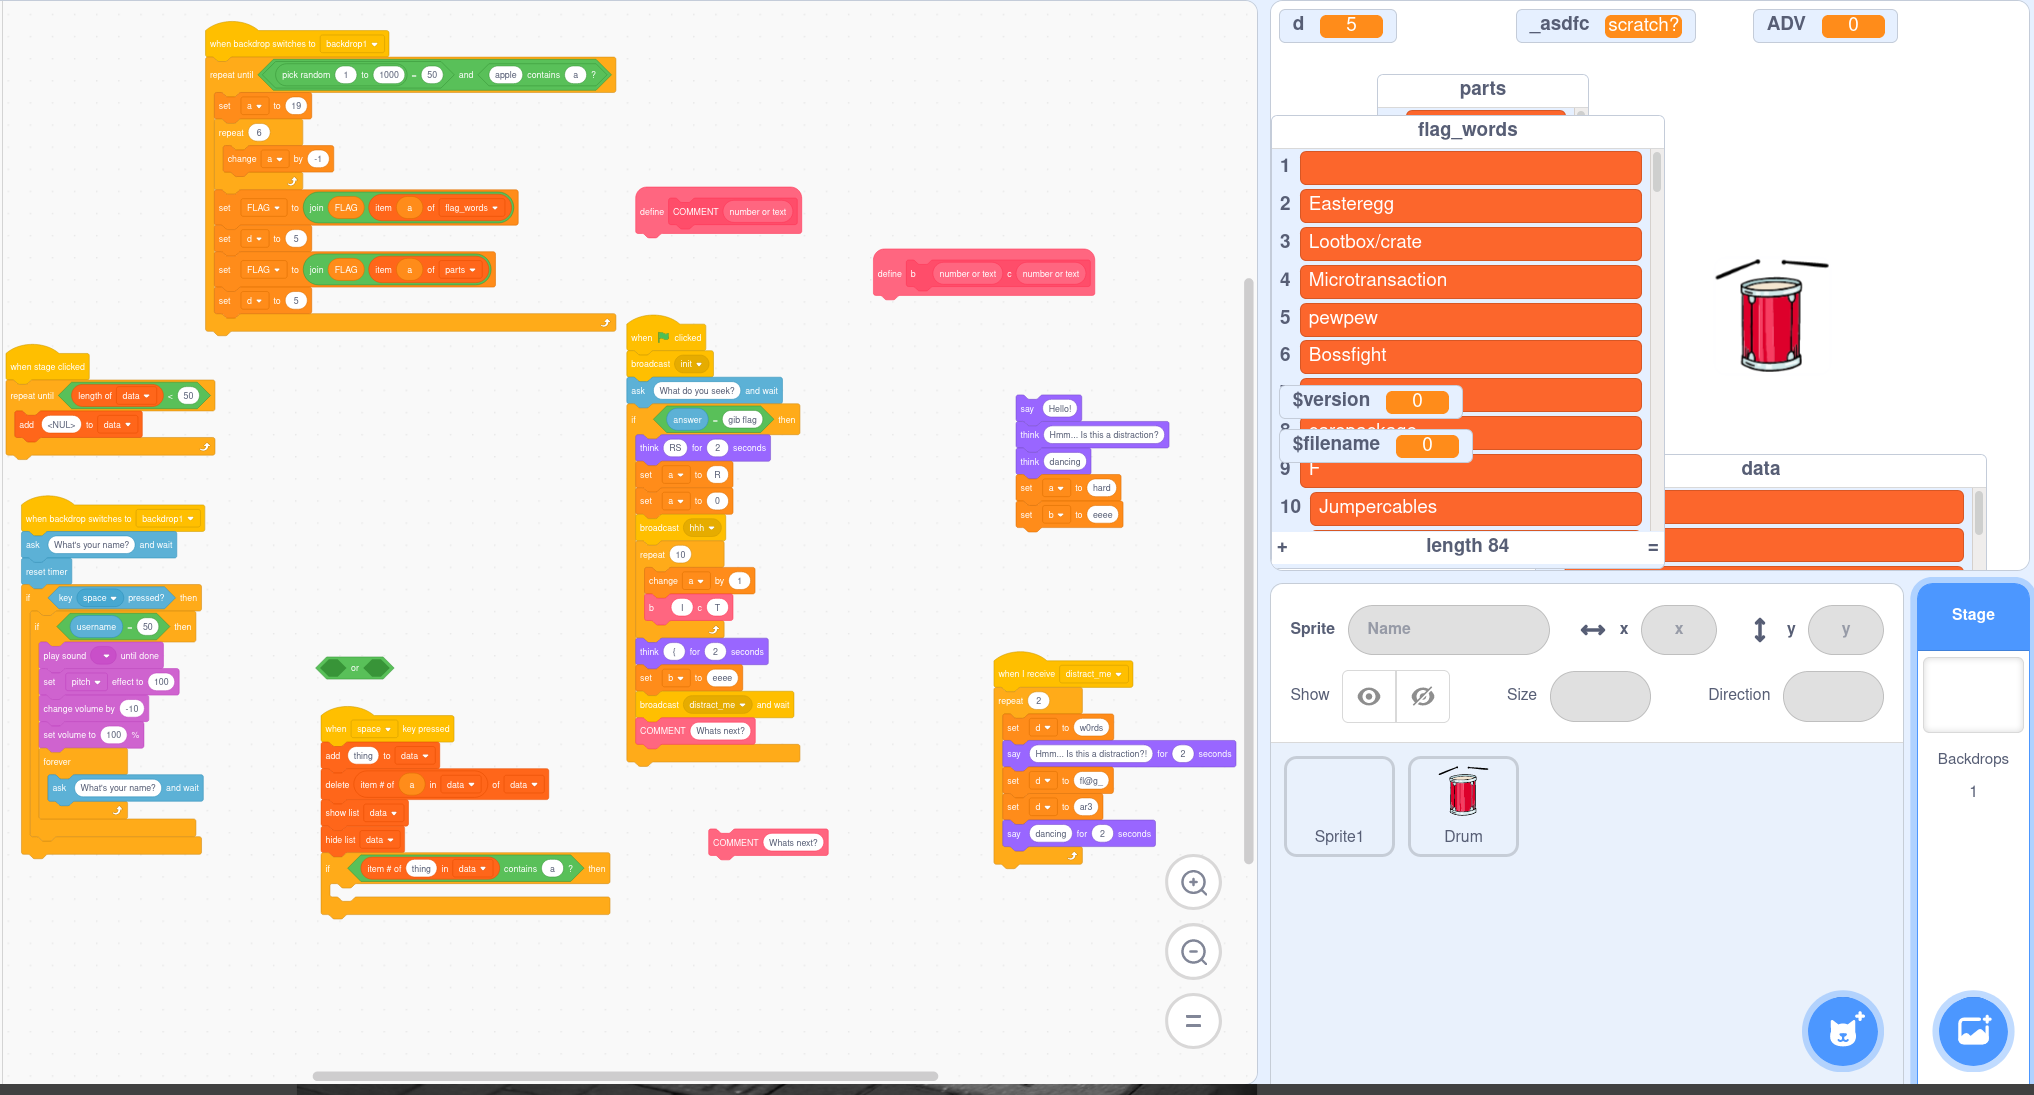 when backdrop switches to backdrop1
repeat until pick random 1 to 1000 = 50 and apple contains a ?
set a to 19
repeat 6
change a by -1
set FLAG to join FLAG item a of flag_words
set d to 5
set FLAG to join FLAG item a of parts
set d to 5
when stage clicked
repeat until length of data < 50
add <NUL> to data
when backdrop switches to backdrop1
ask What's your name? and wait
reset timer
if key space pressed? then
if username = 50 then
play sound until done
set pitch effect to 100
change volume by -10
set volume to 100 %
forever
ask What's your name? and wait
or
when space key pressed
add thing to data
delete item # of a in data of data
show list data
hide list data
if item # of thing in data contains a ? then
define COMMENT number or text
define b number or text c number or text
when clicked
broadcast init
ask What do you seek? and wait
if answer = gib flag then
think RS for 2 seconds
set a to R
set a to 0
broadcast hhh
repeat 10
change a by 1
b I c T
think { for 2 seconds
set b to eeee
broadcast distract_me and wait
COMMENT Whats next?
COMMENT Whats next?
say Hello!
think Hmm... Is this a distraction?
think dancing
set a to hard
set b to eeee
when I receive distract_me
repeat 2
set d to w0rds
say Hmm... Is this a distraction?! for 2 seconds
set d to fl@g_
set d to ar3
say dancing for 2 seconds
d 5
_asdfc scratch?
ADV 0
parts
flag_words
1
2 Easteregg
3 Lootbox/crate
4 Microtransaction
5 pewpew
6 Bossfight
$version 0
$filename 0
9 F
10 Jumpercables
+ length 84 =
data
Sprite Name x x y y
Show Size Direction
Sprite1
Drum
Stage
Backdrops
1